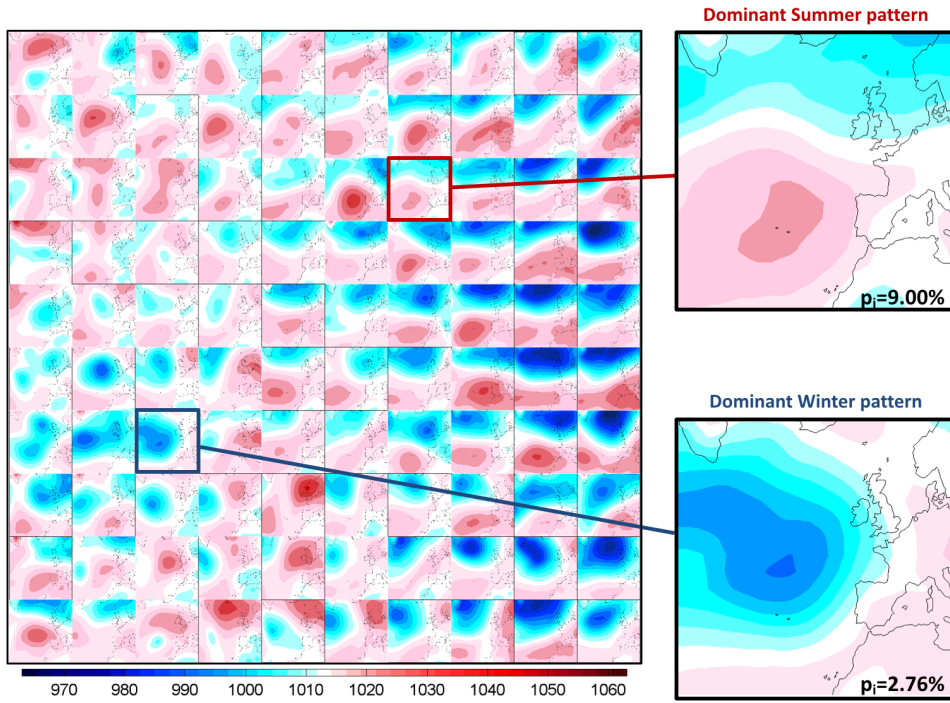 Dominant Summer pattern
pᵢ=9.00%
Dominant Winter pattern
pᵢ=2.76%
970 980 990 1000 1010 1020 1030 1040 1050 1060